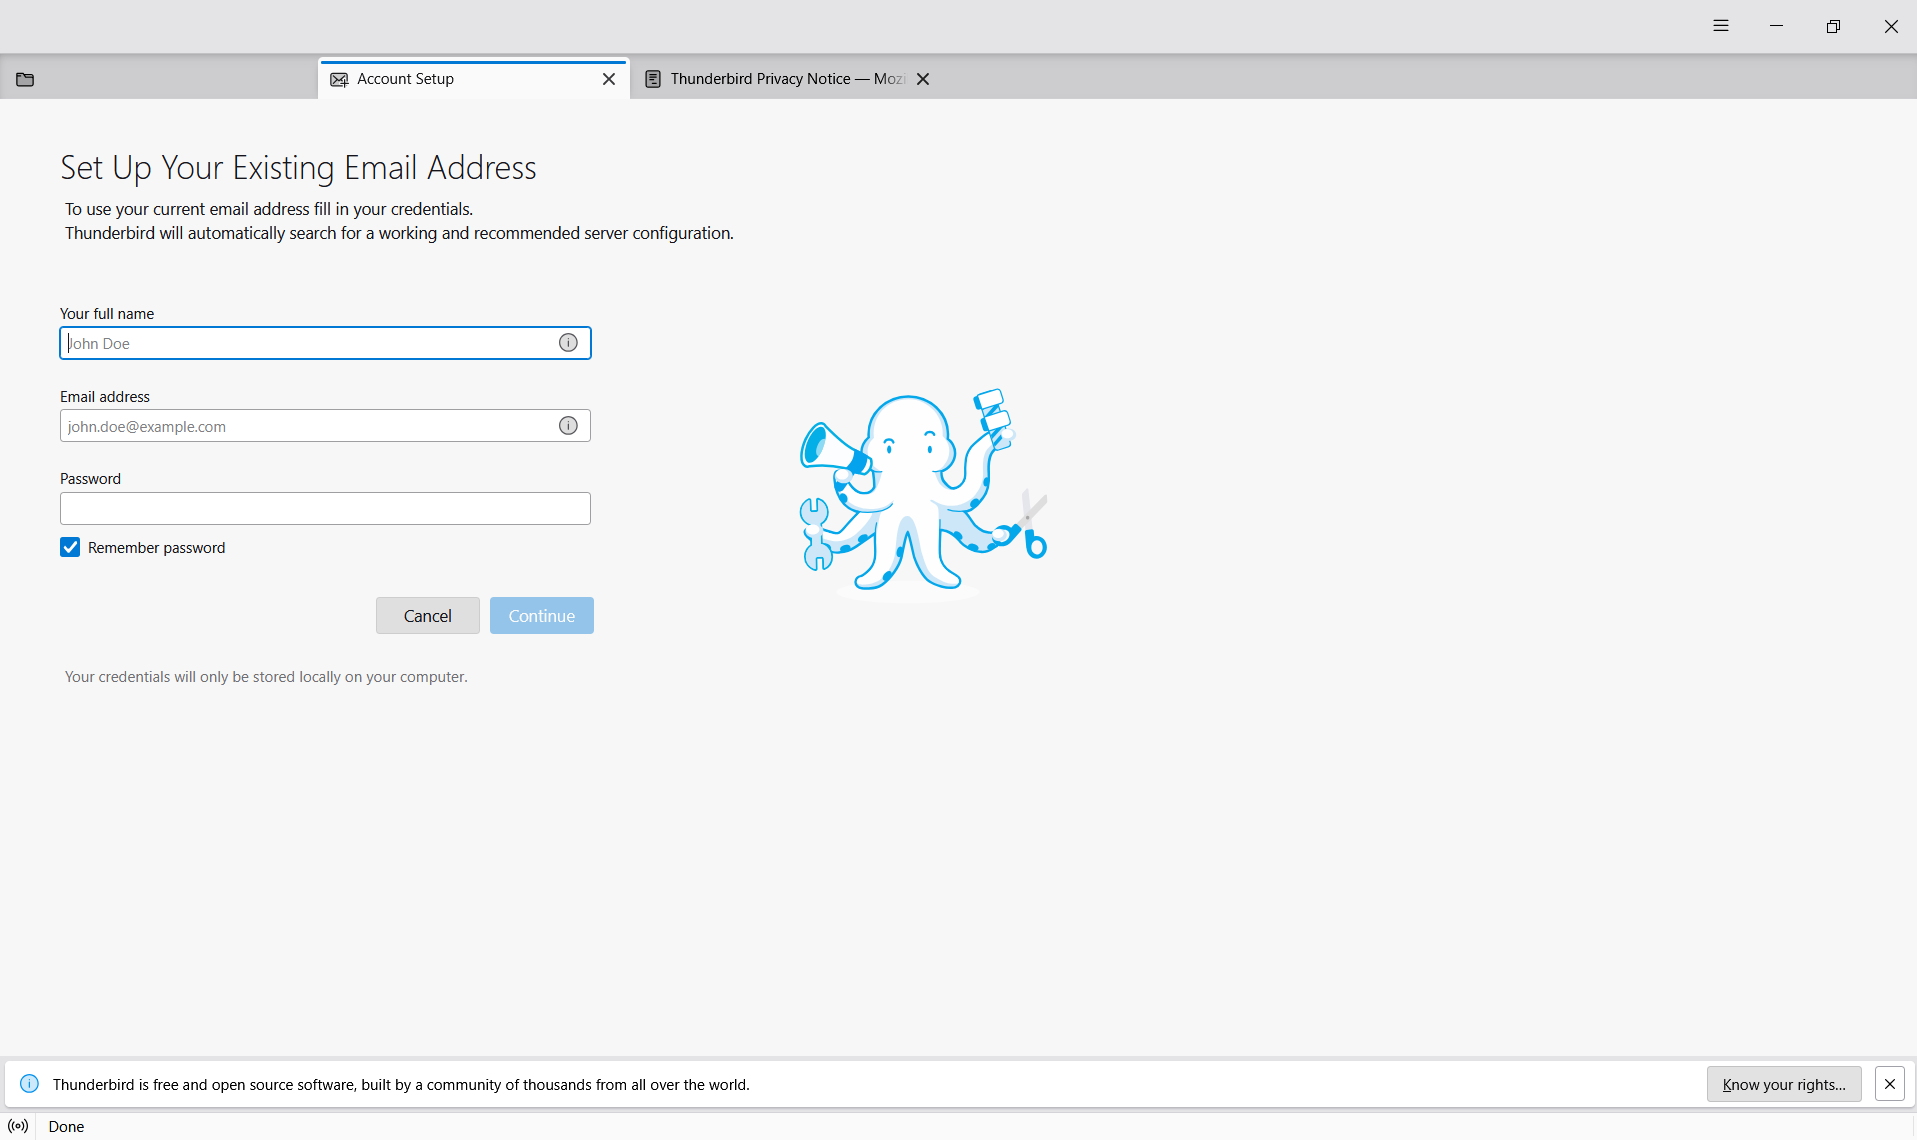 Account Setup
Thunderbird Privacy Notice — Mozi
Set Up Your Existing Email Address
To use your current email address fill in your credentials.
Thunderbird will automatically search for a working and recommended server configuration.
Your full name
John Doe
Email address
john.doe@example.com
Password
Remember password
Cancel
Continue
Your credentials will only be stored locally on your computer.
Thunderbird is free and open source software, built by a community of thousands from all over the world.
Know your rights...
Done